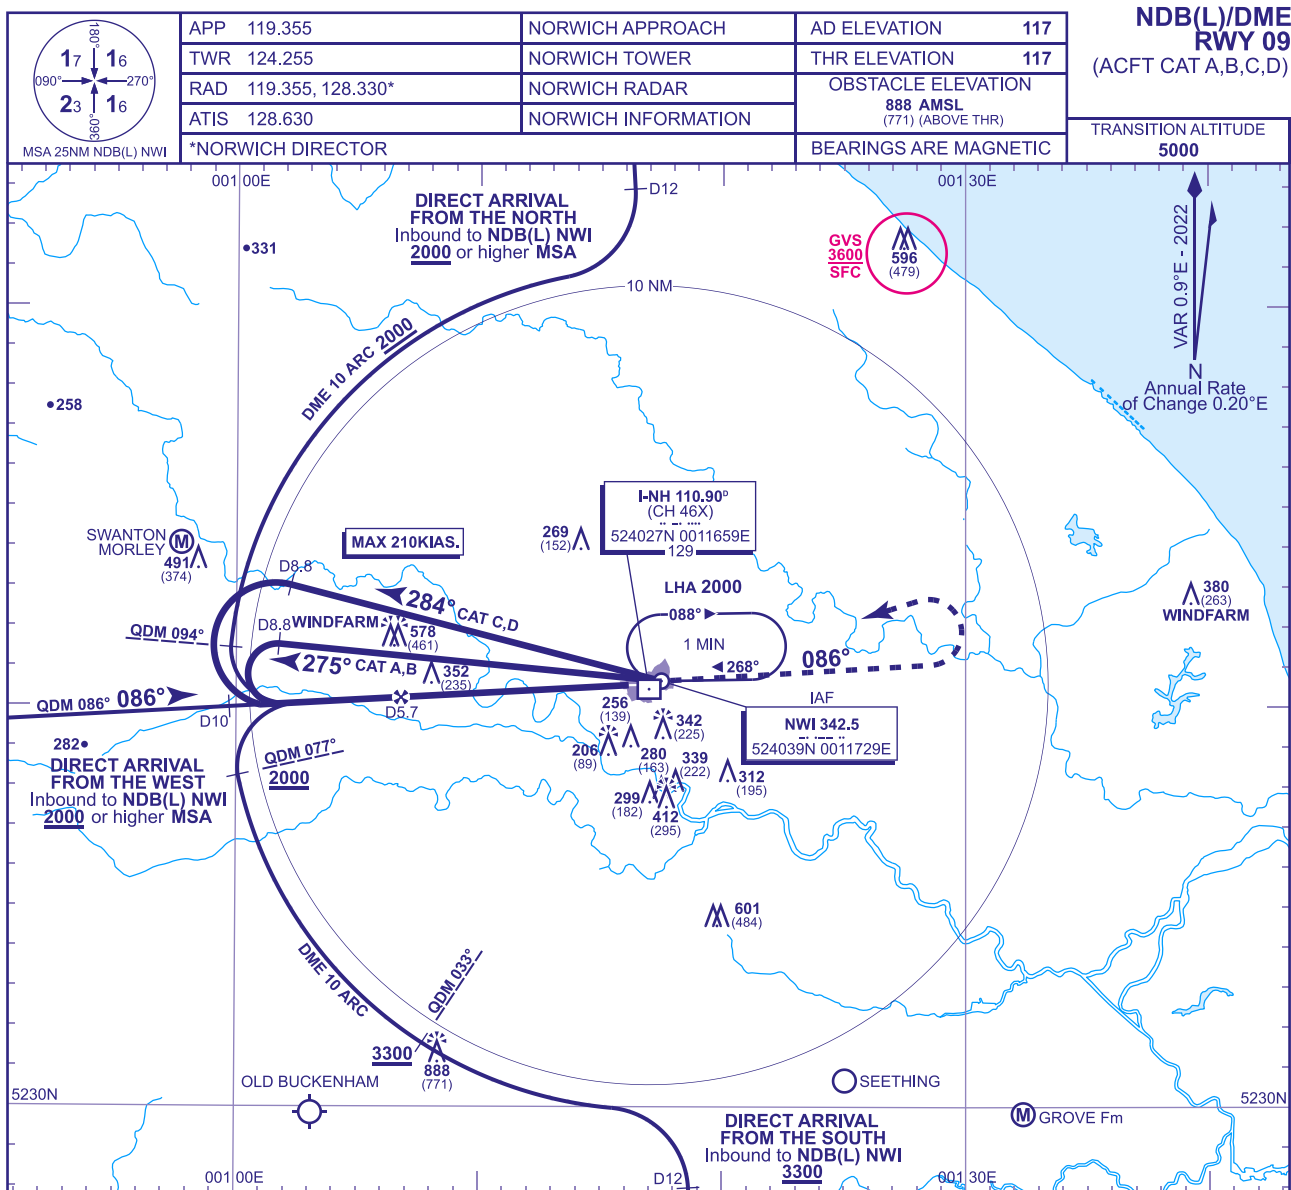 NDB(L)/DME
RWY 09
(ACFT CAT A,B,C,D)
TRANSITION ALTITUDE
5000
180°
17 16
090° 270°
23 16
360°
MSA 25NM NDB(L) NWI
APP 119.355 NORWICH APPROACH
TWR 124.255 NORWICH TOWER
RAD 119.355, 128.330* NORWICH RADAR
ATIS 128.630 NORWICH INFORMATION
*NORWICH DIRECTOR
AD ELEVATION 117
THR ELEVATION 117
OBSTACLE ELEVATION
888 AMSL
(771) (ABOVE THR)
BEARINGS ARE MAGNETIC
001 00E
001 30E
D12
DIRECT ARRIVAL
FROM THE NORTH
Inbound to NDB(L) NWI
2000 or higher MSA
331
GVS
3600
SFC
596
(479)
VAR 0.9°E - 2022
N
Annual Rate
of Change 0.20°E
10 NM
DME 10 ARC 2000
258
I-NH 110.90ᴰ
(CH 46X)
524027N 0011659E
129
SWANTON
MORLEY
M
491
(374)
MAX 210KIAS.
269
(152)
D8.8
LHA 2000
088°
1 MIN
268°
284° CAT C,D
380
(263)
WINDFARM
QDM 094°
D8.8
WINDFARM
578
(461)
086°
275° CAT A,B
352
(235)
QDM 086° 086°
D10
D5.7
IAF
NWI 342.5
524039N 0011729E
256
(139)
342
(225)
206
(89)
280
(163)
339
(222)
312
(195)
299
(182)
412
(295)
282
QDM 077°
2000
DIRECT ARRIVAL
FROM THE WEST
Inbound to NDB(L) NWI
2000 or higher MSA
601
(484)
DME 10 ARC
QDM 033°
3300
888
(771)
OLD BUCKENHAM
SEETHING
5230N
5230N
M GROVE Fm
DIRECT ARRIVAL
FROM THE SOUTH
Inbound to NDB(L) NWI
3300
001 00E
D12
001 30E